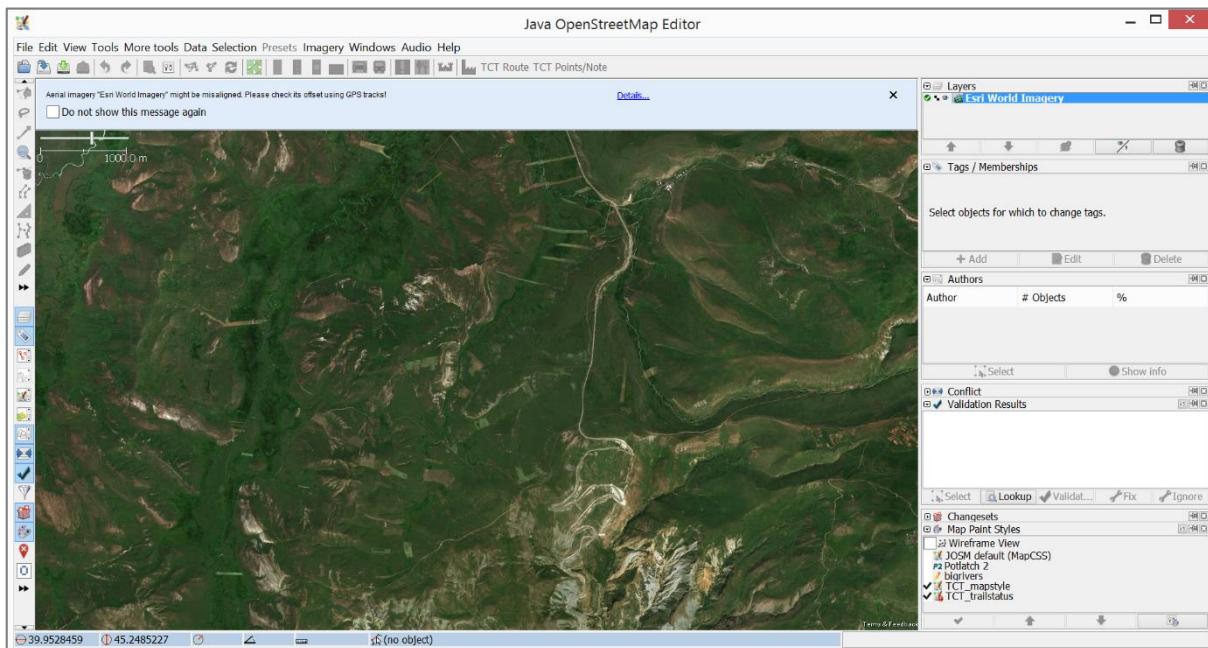 Java OpenStreetMap Editor
File Edit View Tools More tools Data Selection Presets Imagery Windows Audio Help
TCT Route TCT Points/Note
Aerial imagery "Esri World Imagery" might be misaligned. Please check its offset using GPS tracks!
Details...
Do not show this message again
0 1000.0 m
Terms & Feedback
Layers
Esri World Imagery
Tags / Memberships
Select objects for which to change tags.
Add Edit Delete
Authors
Author # Objects %
Select Show info
Conflict
Validation Results
Select Lookup Validat... Fix Ignore
Changesets
Map Paint Styles
Wireframe View
JOSM default (MapCSS)
P2 Potlatch 2
bigrivers
TCT_mapstyle
TCT_trailstatus
39.9528459 45.2485227 (no object)